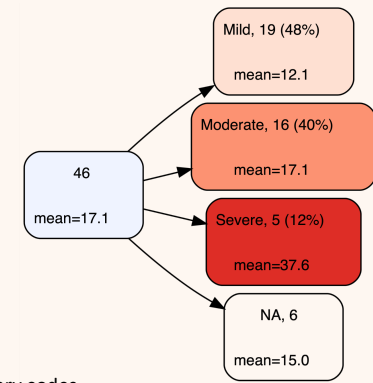 Mild, 19 (48%)
mean=12.1
Moderate, 16 (40%)
mean=17.1
46
mean=17.1
Severe, 5 (12%)
mean=37.6
NA, 6
mean=15.0
codes